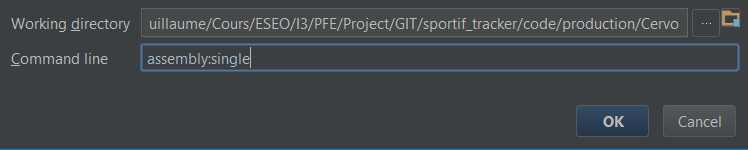 Working directory uillaume/Cours/ESEO/I3/PFE/Project/GIT/sportif_tracker/code/production/Cervo ...
Command line assembly:single
OK Cancel